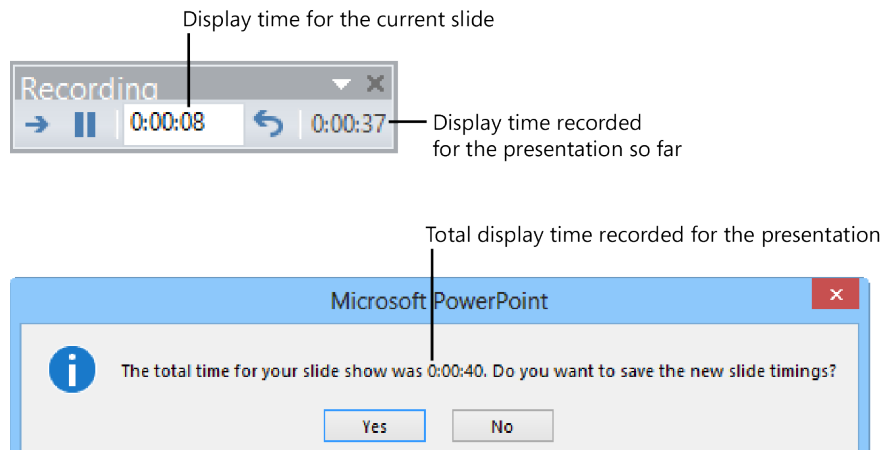 Display time for the current slide
Recording
0:00:08 0:00:37
Display time recorded
for the presentation so far
Total display time recorded for the presentation
Microsoft PowerPoint
The total time for your slide show was 0:00:40. Do you want to save the new slide timings?
Yes No